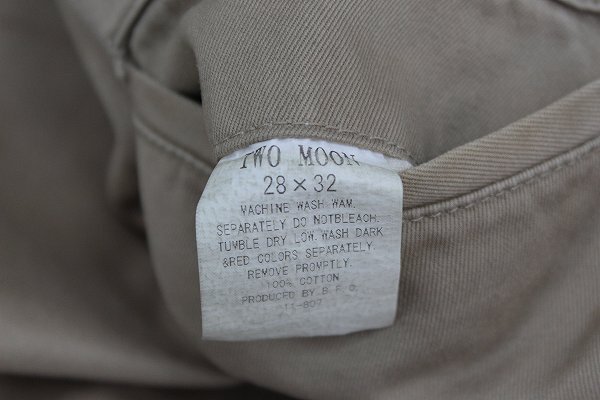 TWO MOON
28×32
MACHINE WASH WAM.
SEPARATELY DO NOTBLEACH.
TUMBLE DRY LOW.WASH DARK
&RED COLORS SEPARATELY.
REMOVE PROMPTLY.
100% COTTON
PRODUCED BY B.F.O.